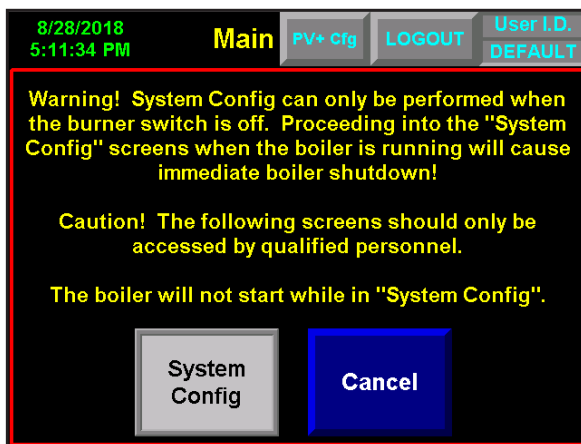 8/28/2018
5:11:34 PM
Main
PV+ Cfg
LOGOUT
User I.D.
DEFAULT
Warning!  System Config can only be performed when
the burner switch is off.  Proceeding into the "System
Config" screens when the boiler is running will cause
immediate boiler shutdown!
Caution!  The following screens should only be
accessed by qualified personnel.
The boiler will not start while in "System Config".
System
Config
Cancel